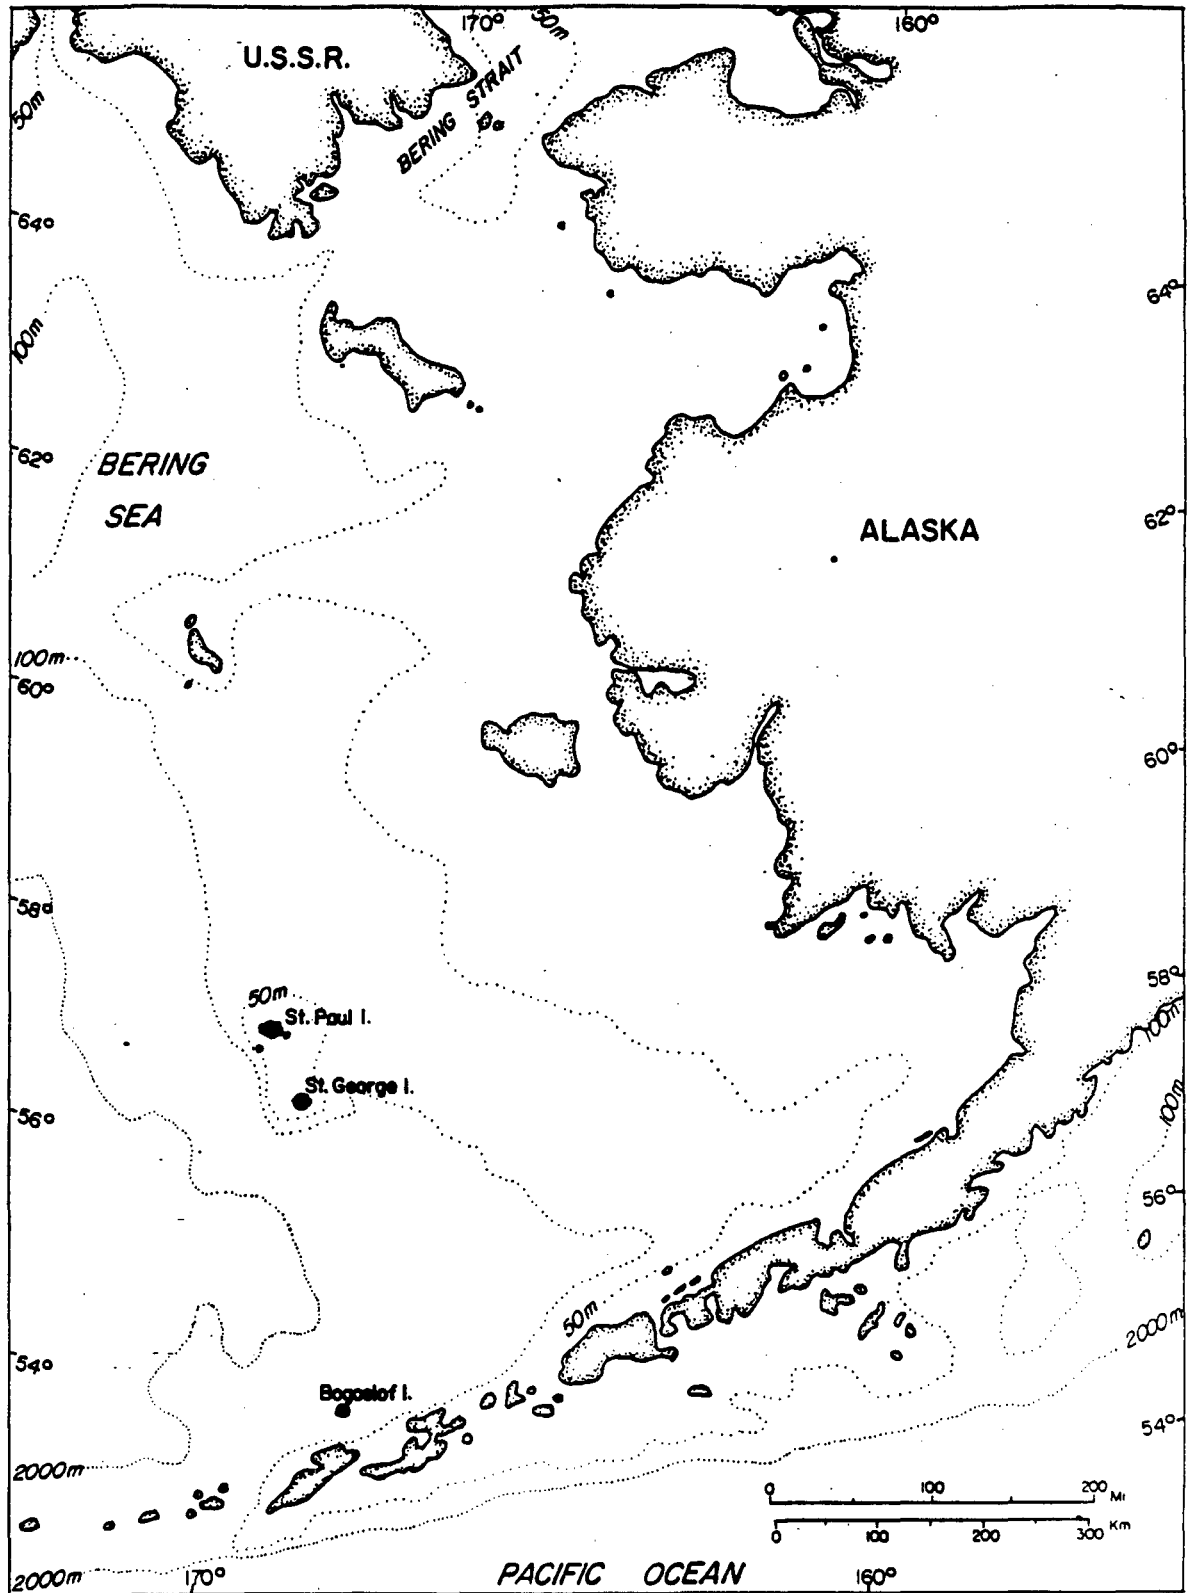 170°
50m
160°
U.S.S.R.
BERING STRAIT
50m
64°
64°
100m
62°
BERING
SEA
62°
ALASKA
100m
60°
60°
58°
58°
50m
St. Paul I.
100m
St. George I.
100m
56°
56°
50m
2000m
54°
Bogoslof I.
54°
2000m
0 100 200 Mi
0 100 200 300 Km
2000m
170°
PACIFIC OCEAN
160°